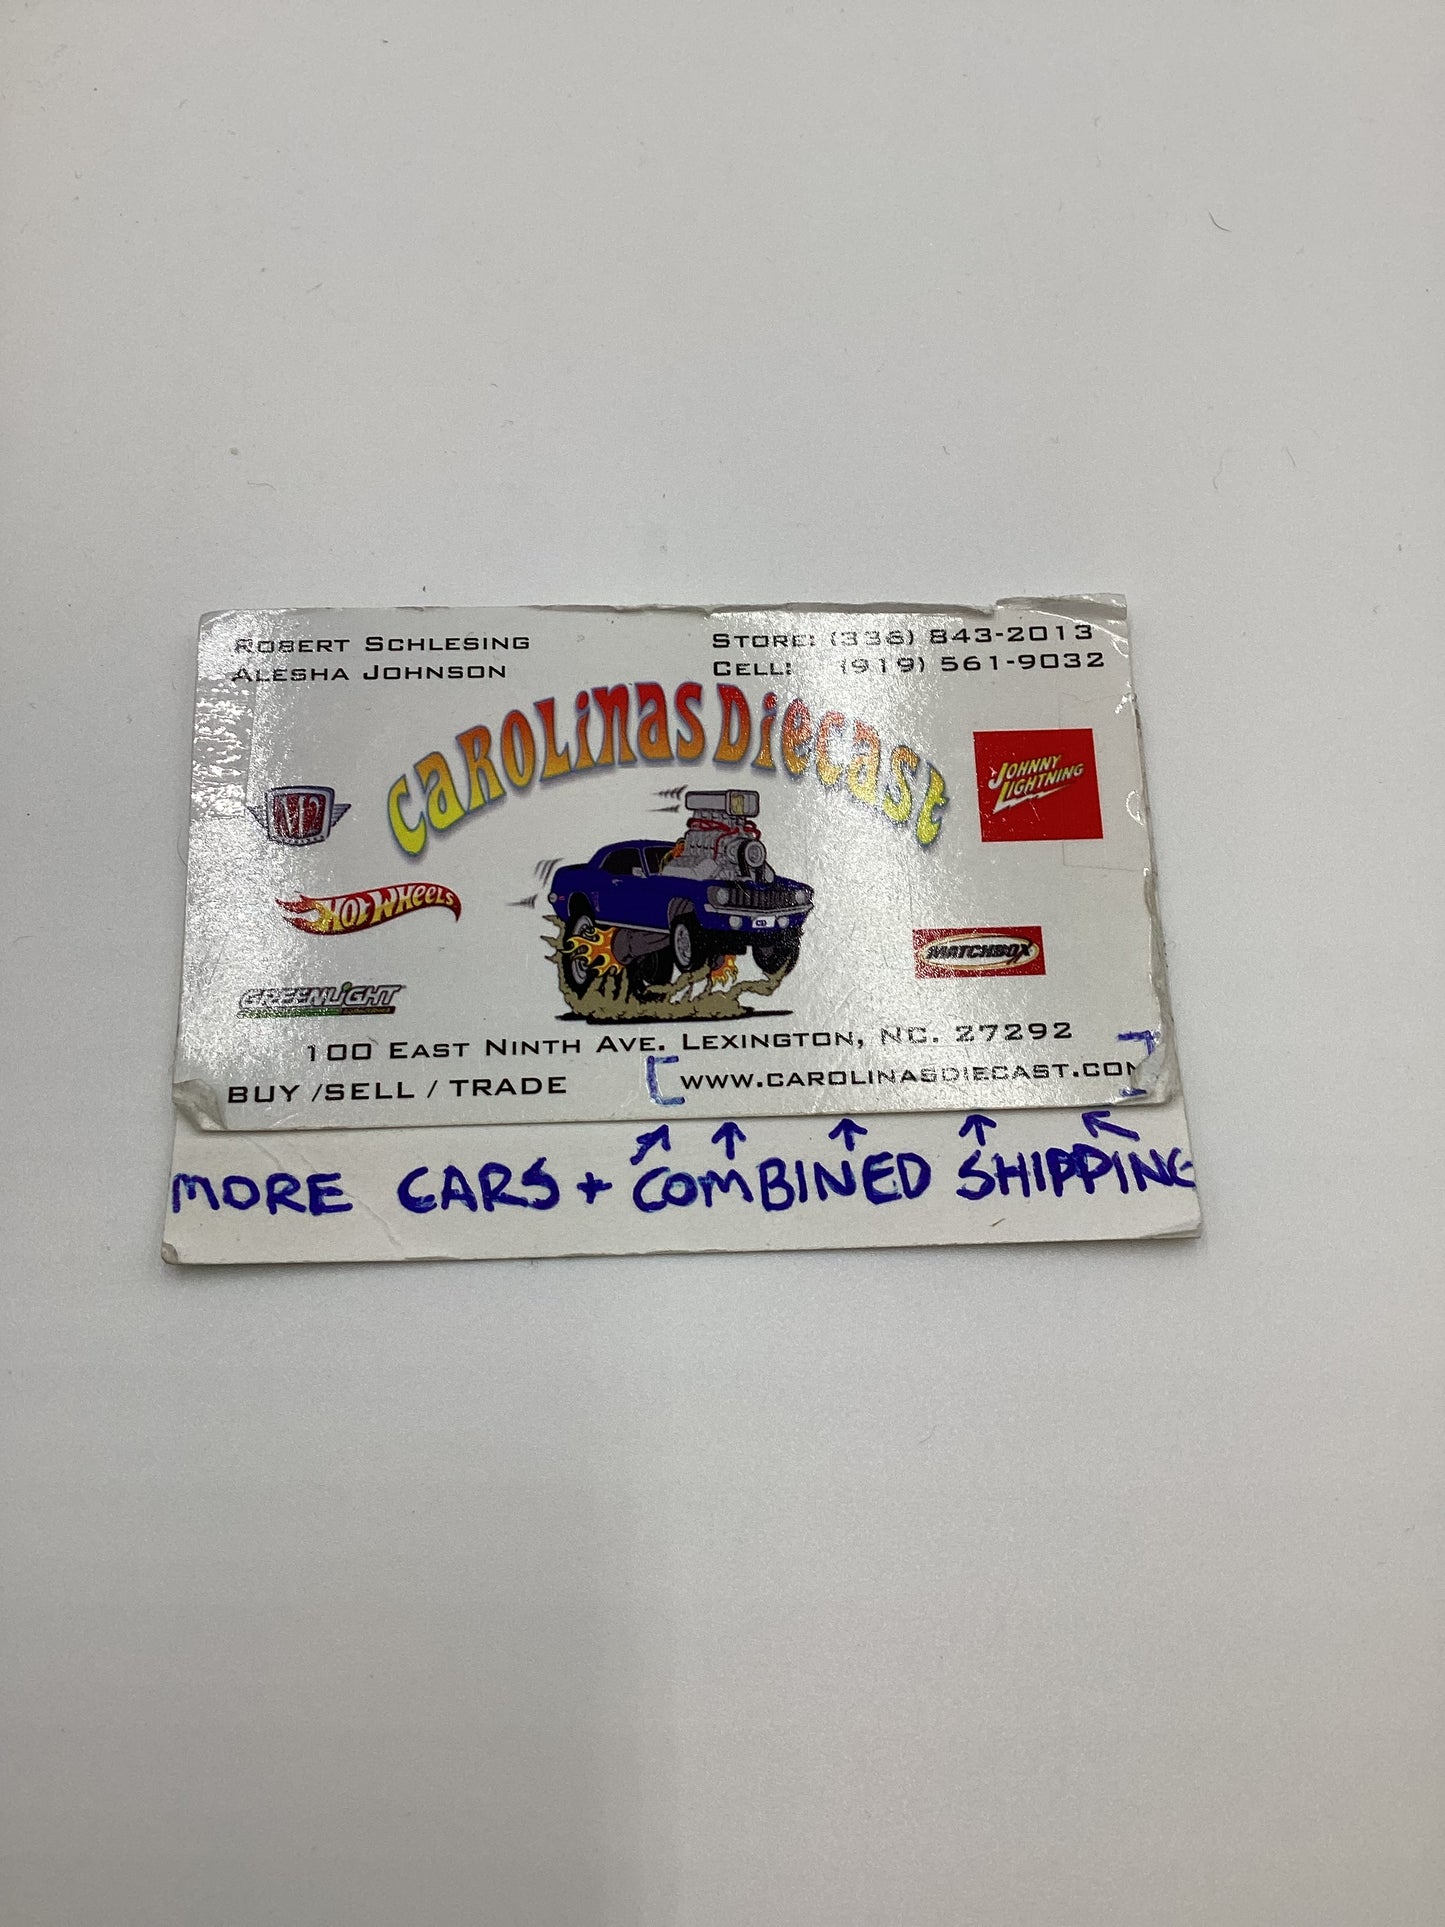 ROBERT SCHLESING
ALESHA JOHNSON
STORE: (336) 843-2013
CELL: (919) 561-9032
CAROLINAS DIECAST
M2
JOHNNY LIGHTNING
HOT WHEELS
MATCHBOX
GREENLIGHT
100 EAST NINTH AVE. LEXINGTON, NC. 27292
BUY /SELL / TRADE [ WWW.CAROLINASDIECAST.COM ]
MORE CARS + COMBINED SHIPPING